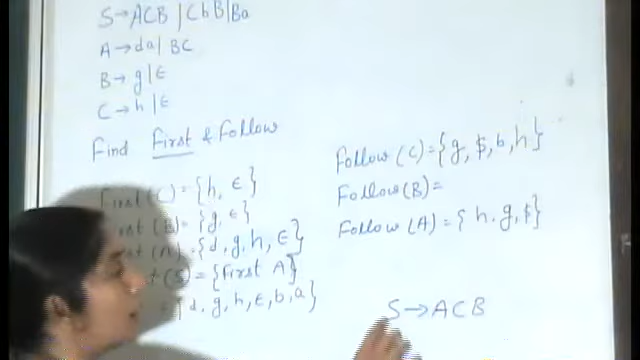 S→ACB | CbB | Ba
A→da | BC
B→g|ϵ
C→h|ϵ
Find First & Follow
First (C) = {h, ϵ}
(B) = {g, ϵ}
(A) = {d, g, h, ϵ}
(S) = {First A}
= {d, g, h, ϵ, b, a}
Follow (C) = {g, $, b, h}
Follow (B) =
Follow (A) = {h, g, $}
S→ACB